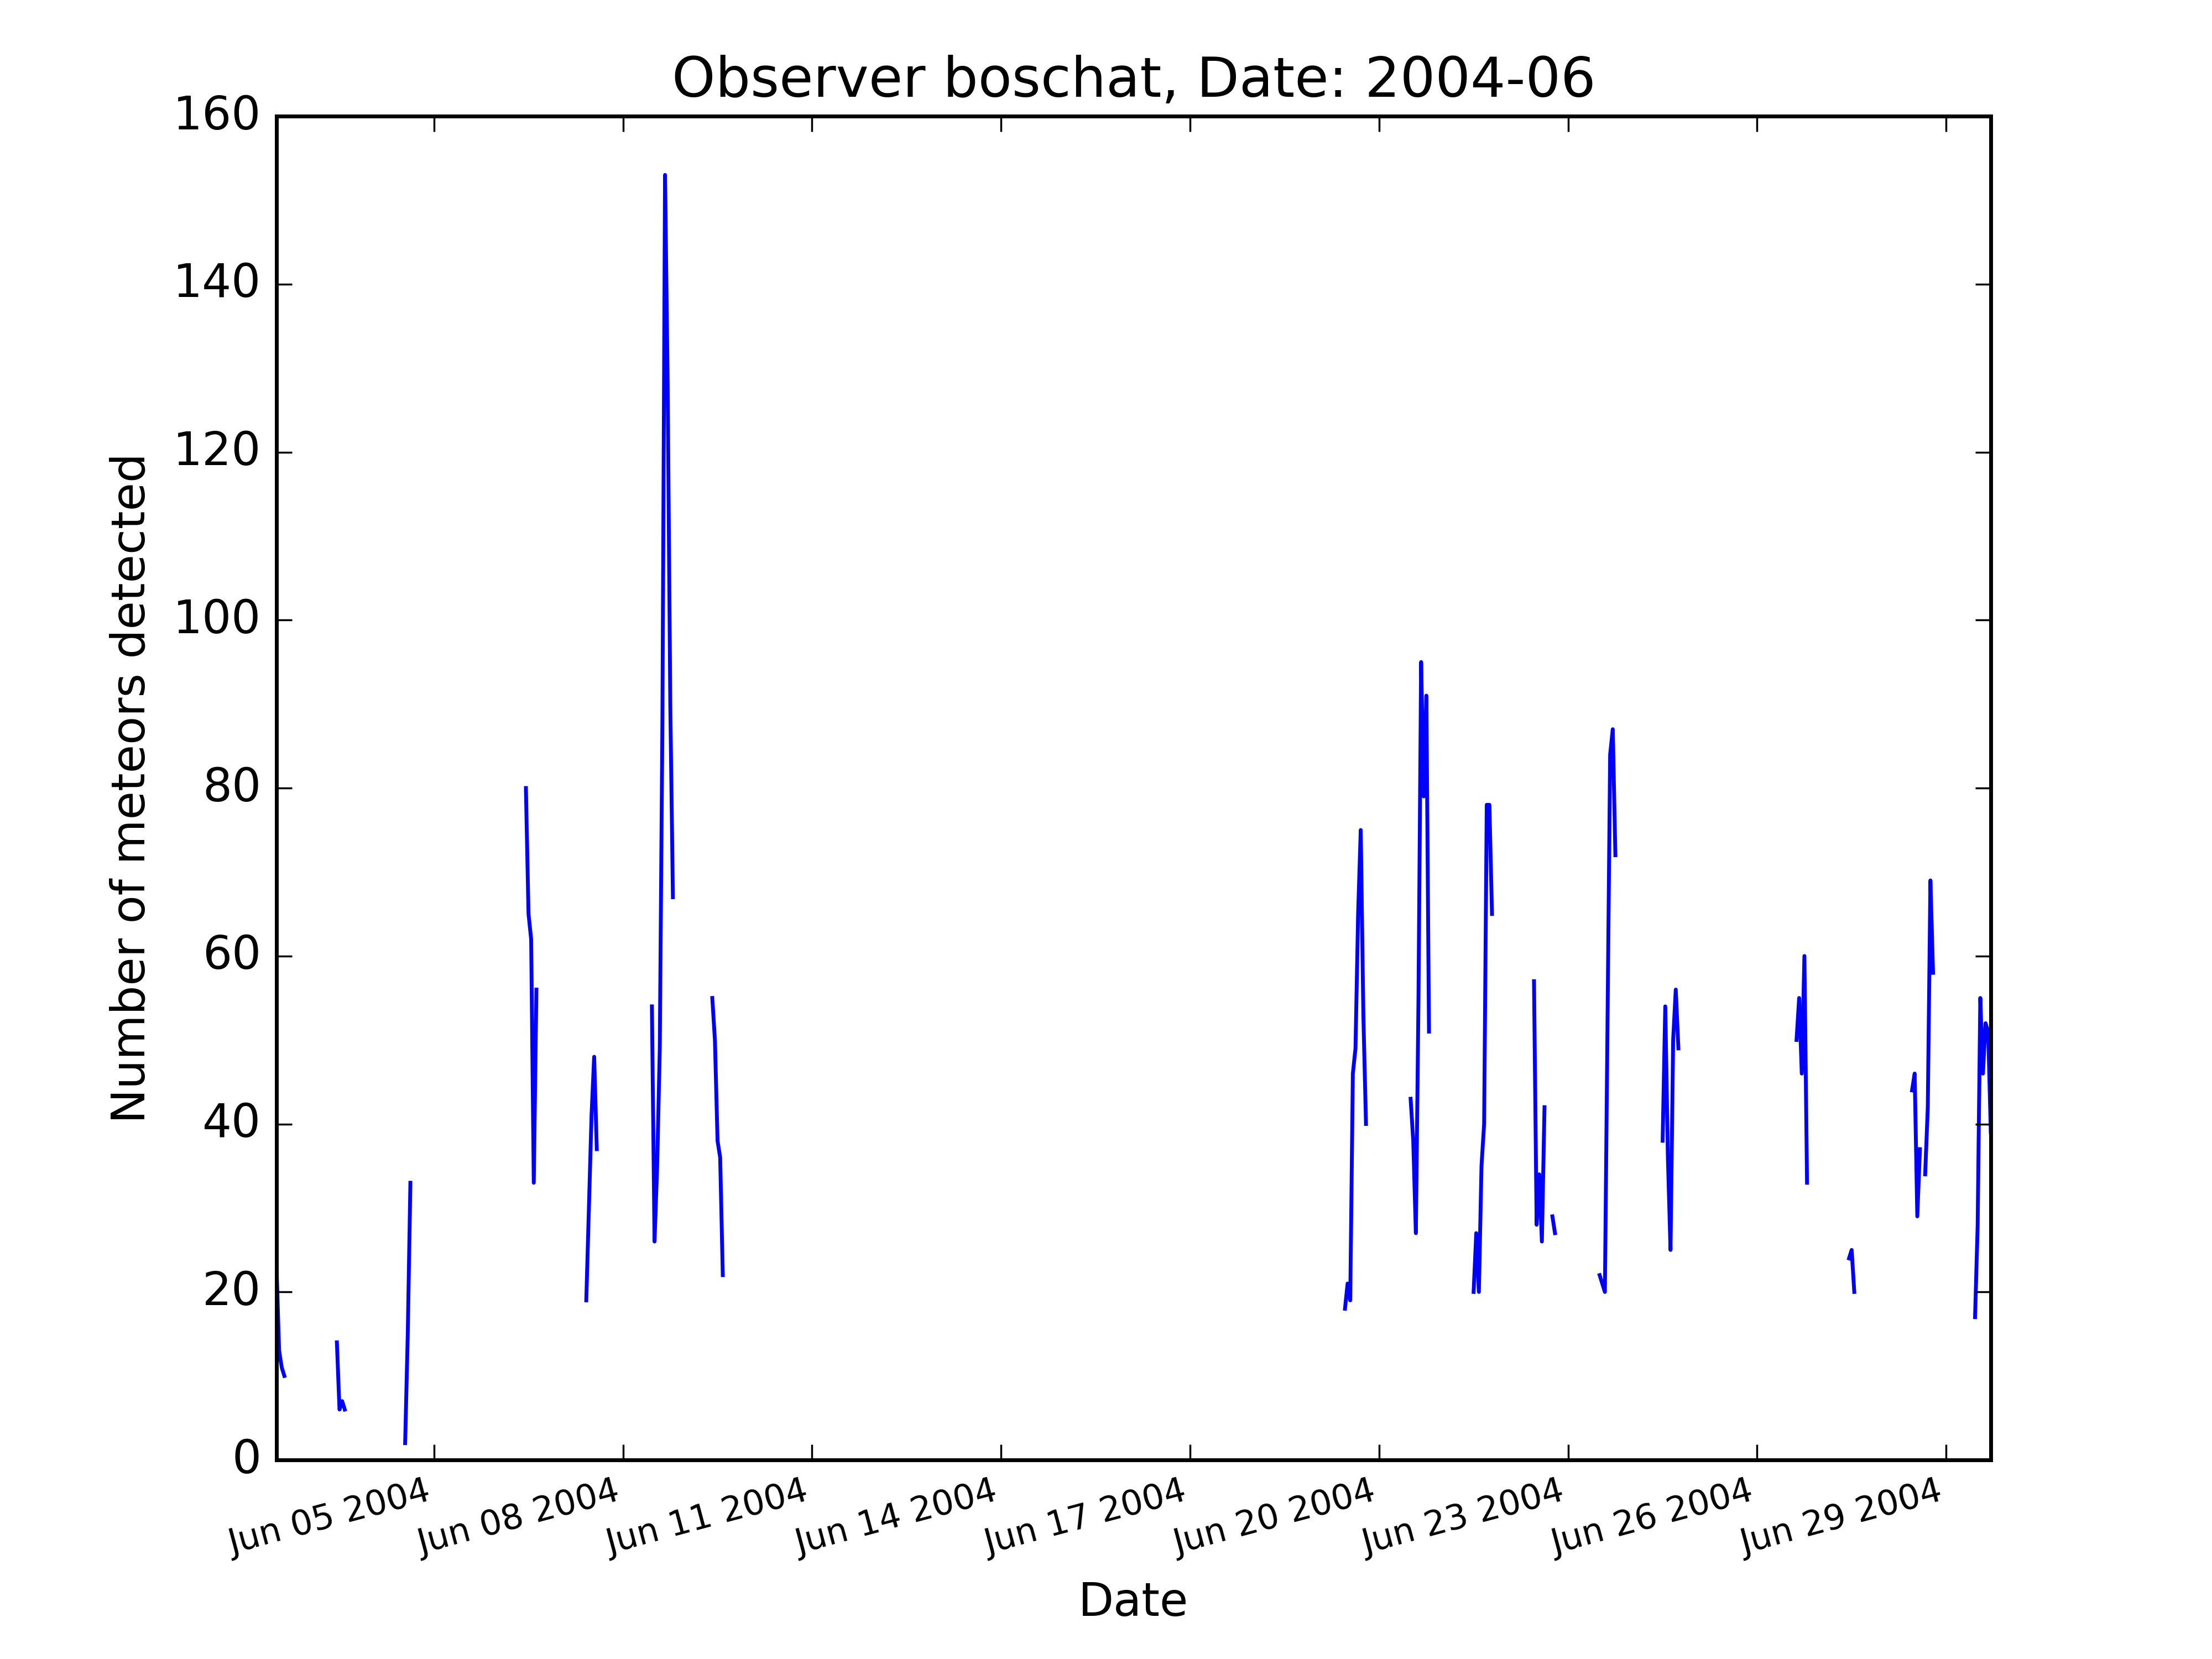 Observer boschat, Date: 2004-06
160
140
120
100
80
60
40
20
0
Number of meteors detected
Jun 05 2004
Jun 08 2004
Jun 11 2004
Jun 14 2004
Jun 17 2004
Jun 20 2004
Jun 23 2004
Jun 26 2004
Jun 29 2004
Date